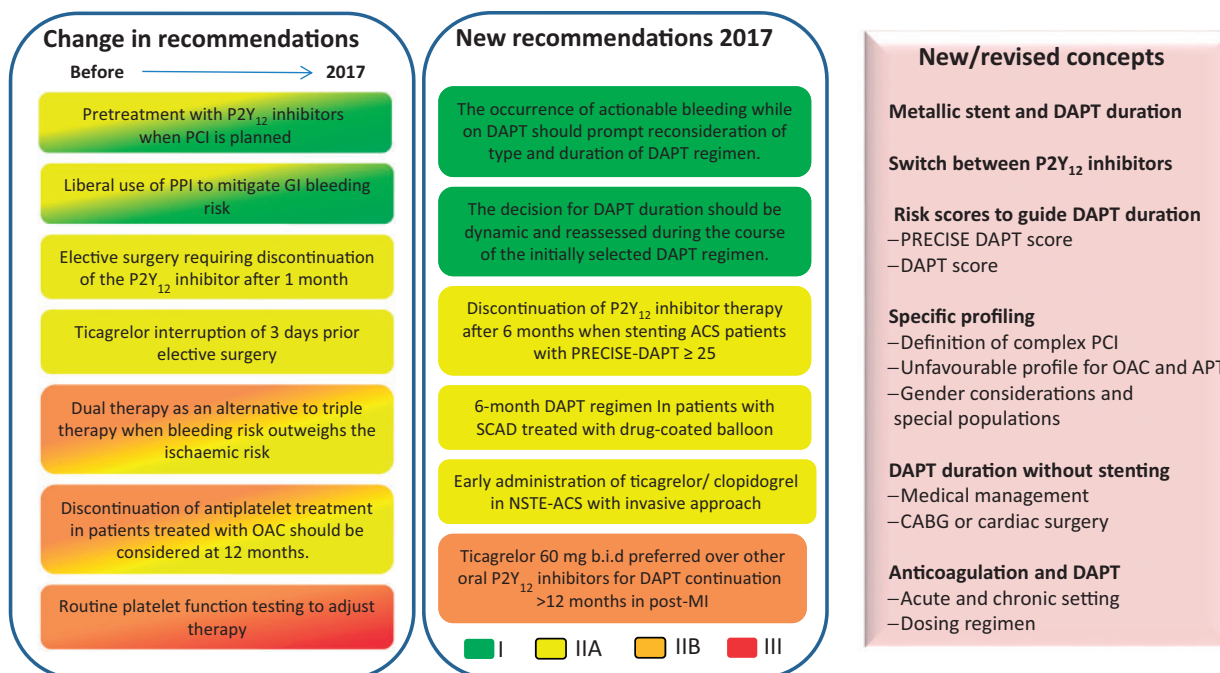 Change in recommendations
Before 2017
Pretreatment with P2Y12 inhibitors
when PCI is planned
Liberal use of PPI to mitigate GI bleeding
risk
Elective surgery requiring discontinuation
of the P2Y12 inhibitor after 1 month
Ticagrelor interruption of 3 days prior
elective surgery
Dual therapy as an alternative to triple
therapy when bleeding risk outweighs the
ischaemic risk
Discontinuation of antiplatelet treatment
in patients treated with OAC should be
considered at 12 months.
Routine platelet function testing to adjust
therapy
New recommendations 2017
The occurrence of actionable bleeding while
on DAPT should prompt reconsideration of
type and duration of DAPT regimen.
The decision for DAPT duration should be
dynamic and reassessed during the course
of the initially selected DAPT regimen.
Discontinuation of P2Y12 inhibitor therapy
after 6 months when stenting ACS patients
with PRECISE-DAPT ≥ 25
6-month DAPT regimen In patients with
SCAD treated with drug-coated balloon
Early administration of ticagrelor/ clopidogrel
in NSTE-ACS with invasive approach
Ticagrelor 60 mg b.i.d preferred over other
oral P2Y12 inhibitors for DAPT continuation
>12 months in post-MI
I IIA IIB III
New/revised concepts
Metallic stent and DAPT duration
Switch between P2Y12 inhibitors
Risk scores to guide DAPT duration
–PRECISE DAPT score
–DAPT score
Specific profiling
–Definition of complex PCI
–Unfavourable profile for OAC and APT
–Gender considerations and
special populations
DAPT duration without stenting
–Medical management
–CABG or cardiac surgery
Anticoagulation and DAPT
–Acute and chronic setting
–Dosing regimen